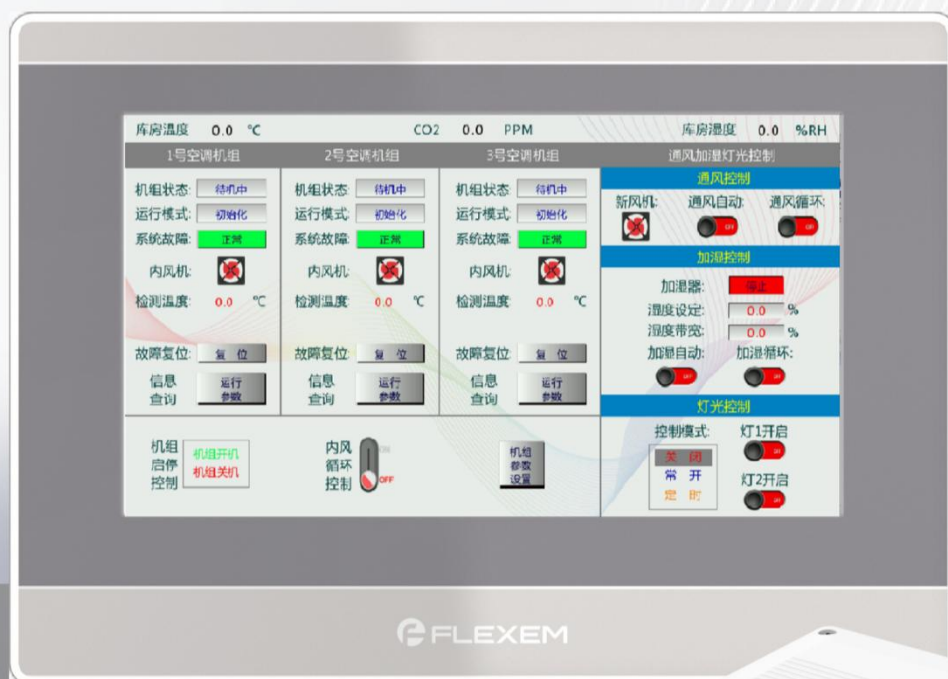 库房温度 0.0 ℃ CO2 0.0 PPM 库房湿度 0.0 %RH
1号空调机组 2号空调机组 3号空调机组 通风加湿灯光控制
机组状态: 待机中 机组状态: 待机中 机组状态: 待机中
运行模式: 初始化 运行模式: 初始化 运行模式: 初始化
系统故障: 正常 系统故障: 正常 系统故障: 正常
内风机: 内风机: 内风机:
检测温度: 0.0 ℃ 检测温度: 0.0 ℃ 检测温度: 0.0 ℃
故障复位: 复 位 故障复位: 复 位 故障复位: 复 位
信息 运行 信息 运行 信息 运行
查询 参数 查询 参数 查询 参数
通风控制
新风机: 通风自动: 通风循环:
加湿控制
加湿器: 停止
湿度设定: 0.0 %
湿度带宽: 0.0 %
加湿自动: 加湿循环:
灯光控制
控制模式: 灯1开启
关 闭
常 开 灯2开启
定 时
机组
启停
控制
机组开机
机组关机
内风
循环
控制
ON
OFF
机组
参数
设置
FLEXEM